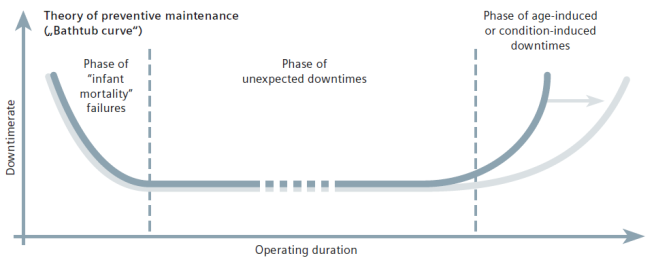 Theory of preventive maintenance
(„Bathtub curve“)
Phase of
“infant
mortality”
failures
Phase of
unexpected downtimes
Phase of age-induced
or condition-induced
downtimes
Downtimerate
Operating duration